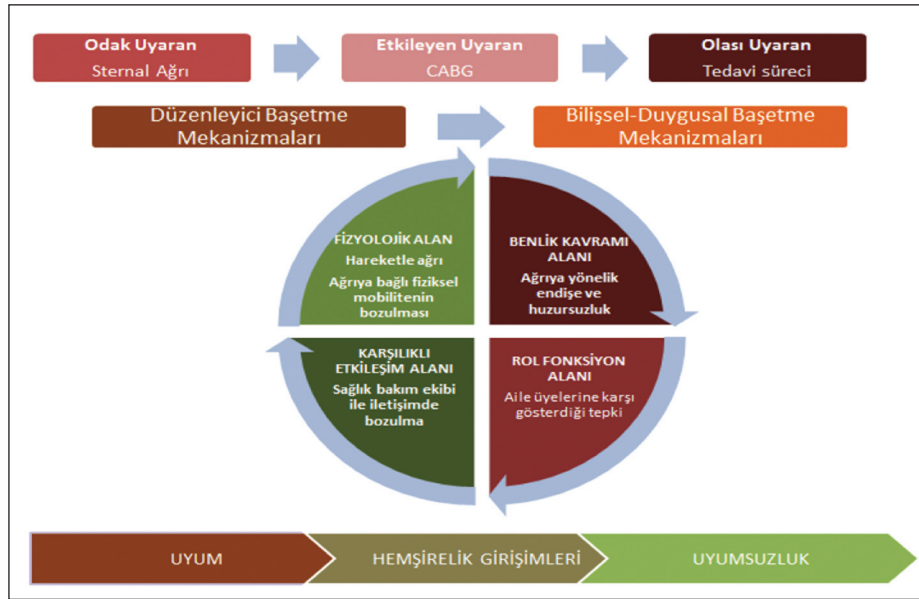 Odak Uyaran
Sternal Ağrı
Etkileyen Uyaran
CABG
Olası Uyaran
Tedavi süreci
Düzenleyici Başetme
Mekanizmaları
Bilişsel-Duygusal Başetme
Mekanizmaları
FİZYOLOJİK ALAN
Hareketle ağrı
Ağrıya bağlı fiziksel
mobilitenin
bozulması
BENLİK KAVRAMI
ALANI
Ağrıya yönelik
endişe ve
huzursuzluk
KARŞILIKLI
ETKİLEŞİM ALANI
Sağlık bakım ekibi
ile iletişimde
bozulma
ROL FONKSİYON
ALANI
Aile üyelerine karşı
gösterdiği tepki
UYUM
HEMŞİRELİK GİRİŞİMLERİ
UYUMSUZLUK